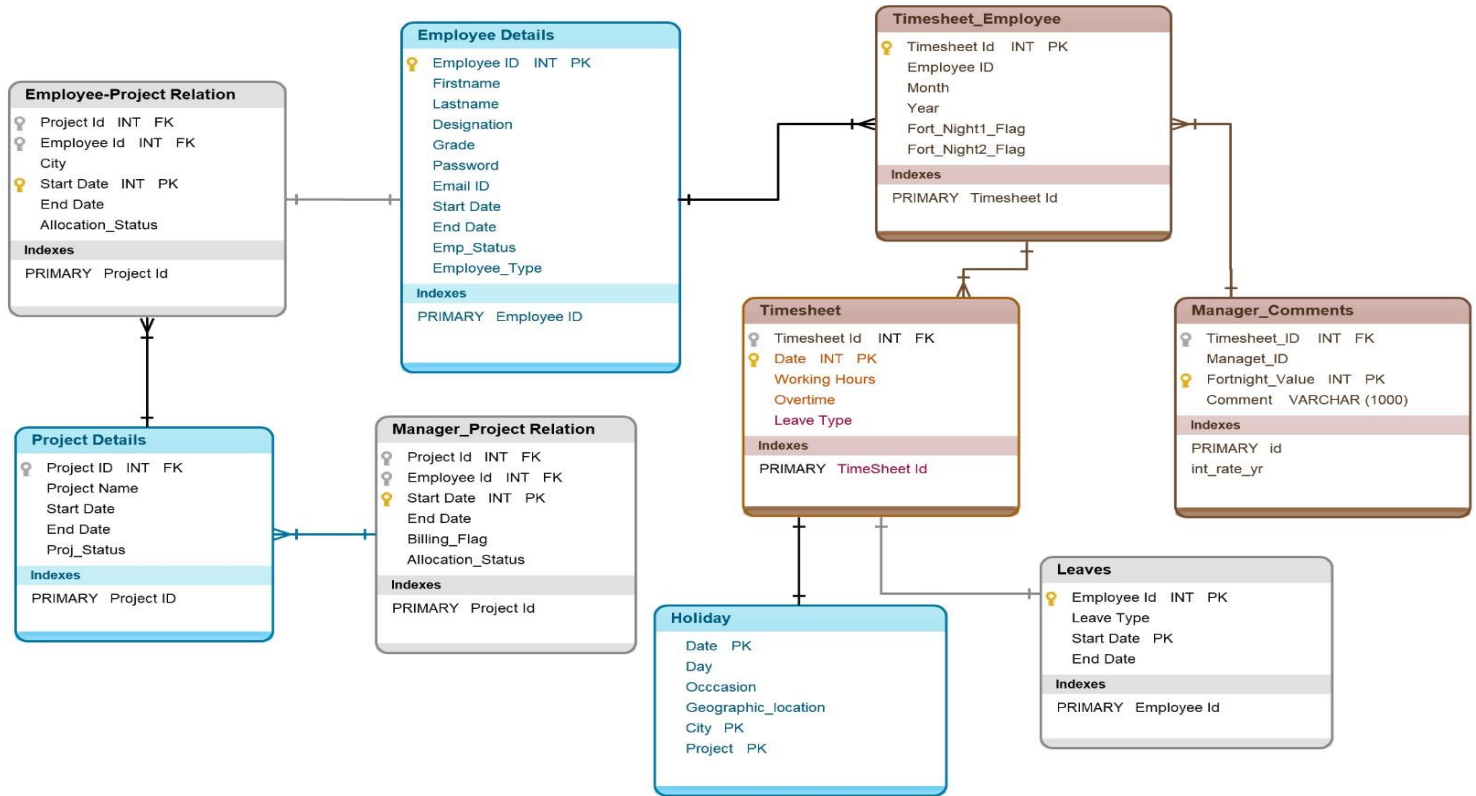 Employee-Project Relation
Project Id INT FK
Employee Id INT FK
City
Start Date INT PK
End Date
Allocation_Status
Indexes
PRIMARY Project Id
Employee Details
Employee ID INT PK
Firstname
Lastname
Designation
Grade
Password
Email ID
Start Date
End Date
Emp_Status
Employee_Type
Indexes
PRIMARY Employee ID
Timesheet_Employee
Timesheet Id INT PK
Employee ID
Month
Year
Fort_Night1_Flag
Fort_Night2_Flag
Indexes
PRIMARY Timesheet Id
Project Details
Project ID INT FK
Project Name
Start Date
End Date
Proj_Status
Indexes
PRIMARY Project ID
Manager_Project Relation
Project Id INT FK
Employee Id INT FK
Start Date INT PK
End Date
Billing_Flag
Allocation_Status
Indexes
PRIMARY Project Id
Timesheet
Timesheet Id INT FK
Date INT PK
Working Hours
Overtime
Leave Type
Indexes
PRIMARY TimeSheet Id
Manager_Comments
Timesheet_ID INT FK
Managet_ID
Fortnight_Value INT PK
Comment VARCHAR (1000)
Indexes
PRIMARY id
int_rate_yr
Holiday
Date PK
Day
Occcasion
Geographic_location
City PK
Project PK
Leaves
Employee Id INT PK
Leave Type
Start Date PK
End Date
Indexes
PRIMARY Employee Id